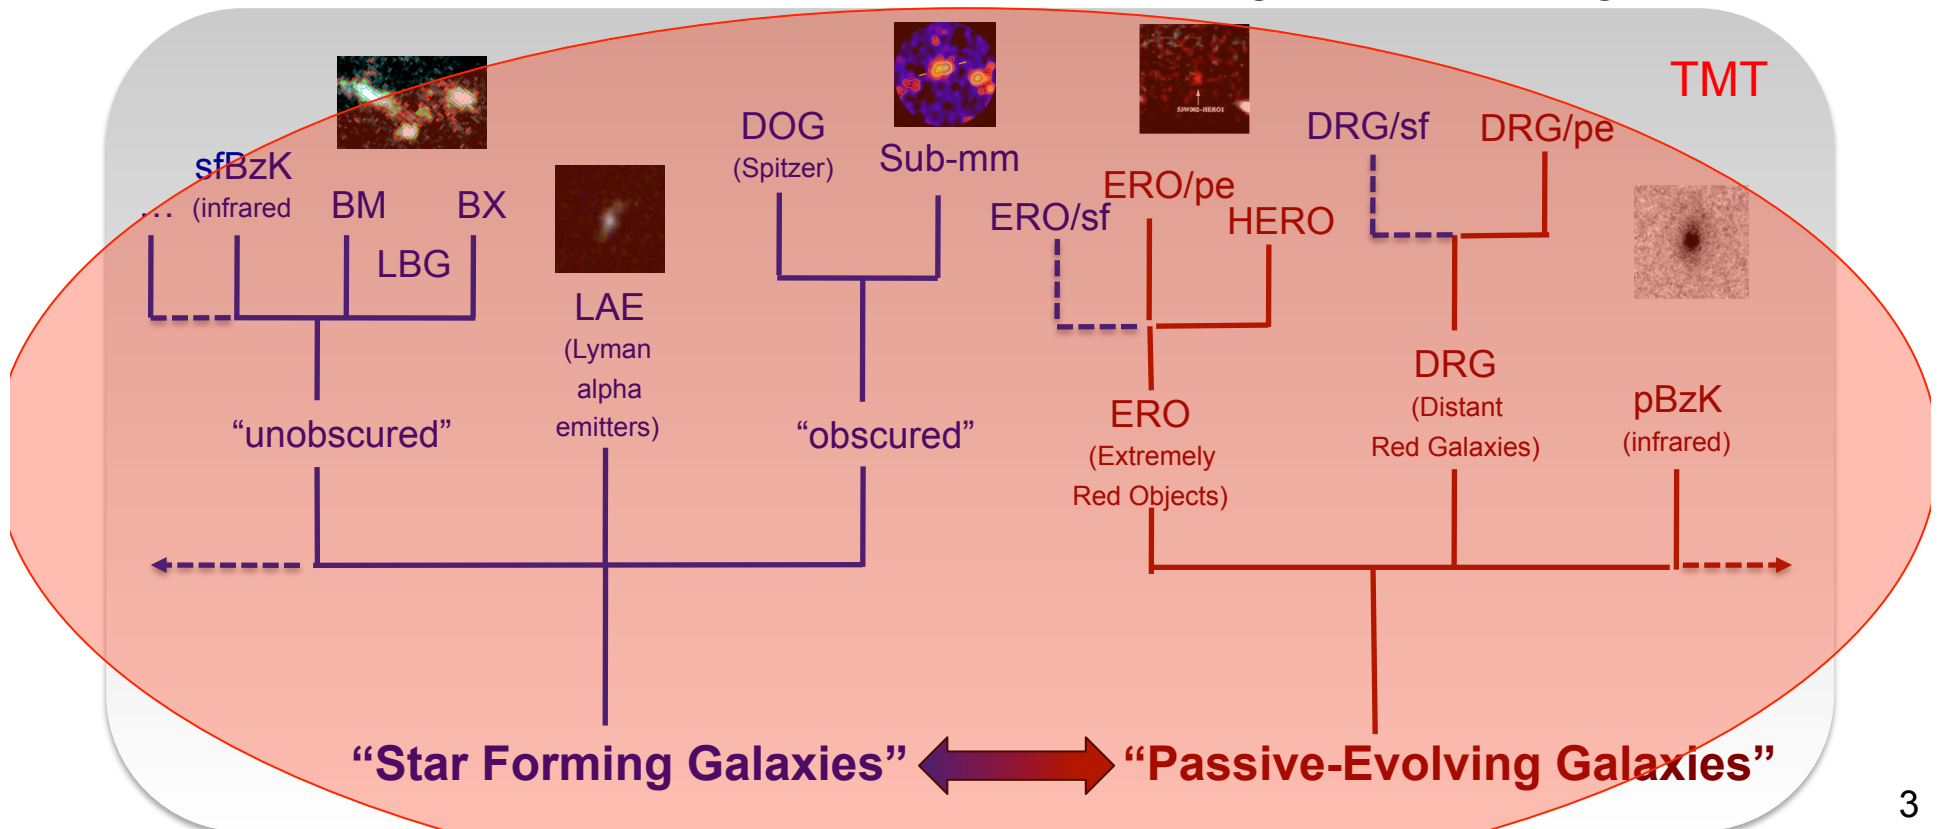 TMT
DOG
(Spitzer)
Sub-mm
53W002-HERO1
DRG/sf
DRG/pe
sfBzK
(infrared
...
BM
BX
LBG
ERO/sf
ERO/pe
HERO
LAE
(Lyman
alpha
emitters)
DRG
(Distant
Red Galaxies)
pBzK
(infrared)
ERO
(Extremely
Red Objects)
“unobscured”
“obscured”
“Star Forming Galaxies”
“Passive-Evolving Galaxies”
3